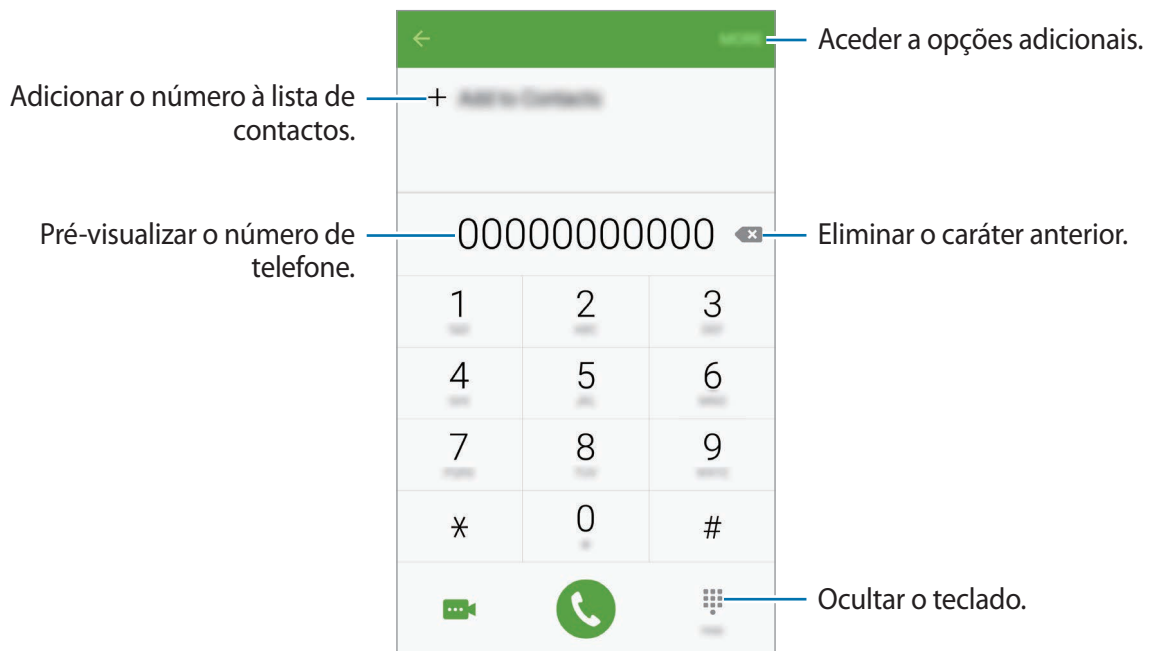 Aceder a opções adicionais.
Adicionar o número à lista de
contactos.
Pré-visualizar o número de
telefone.
00000000000
Eliminar o caráter anterior.
1 2 3
4 5 6
7 8 9
* 0 #
Ocultar o teclado.